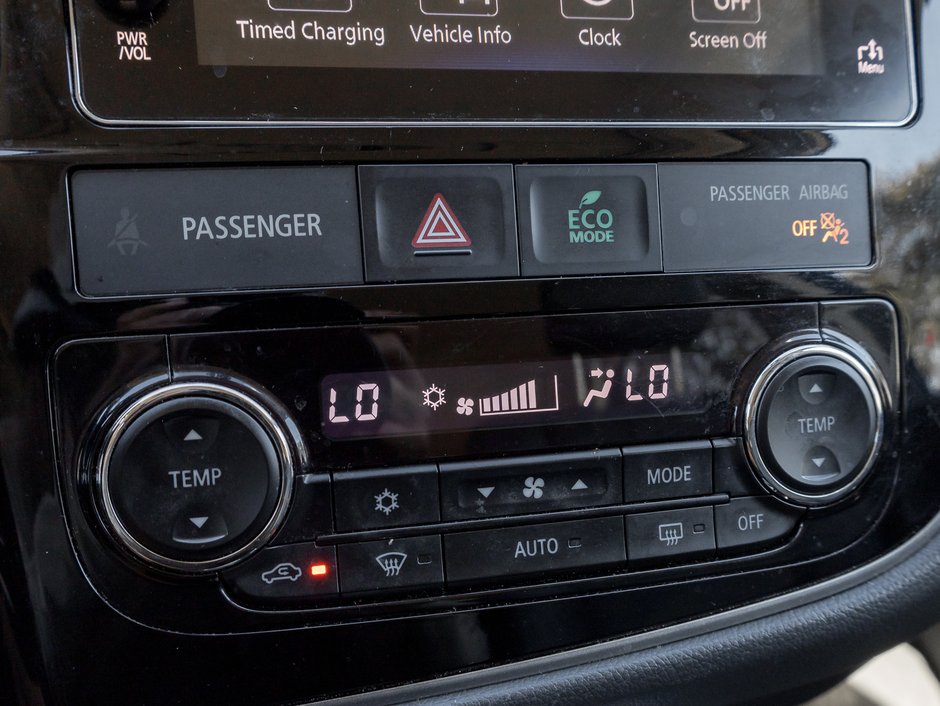 PWR
/VOL
Timed Charging
Vehicle Info
Clock
OFF
Screen Off
Menu
PASSENGER
ECO
MODE
PASSENGER AIRBAG
OFF
2
LO
LO
TEMP
TEMP
MODE
AUTO
OFF